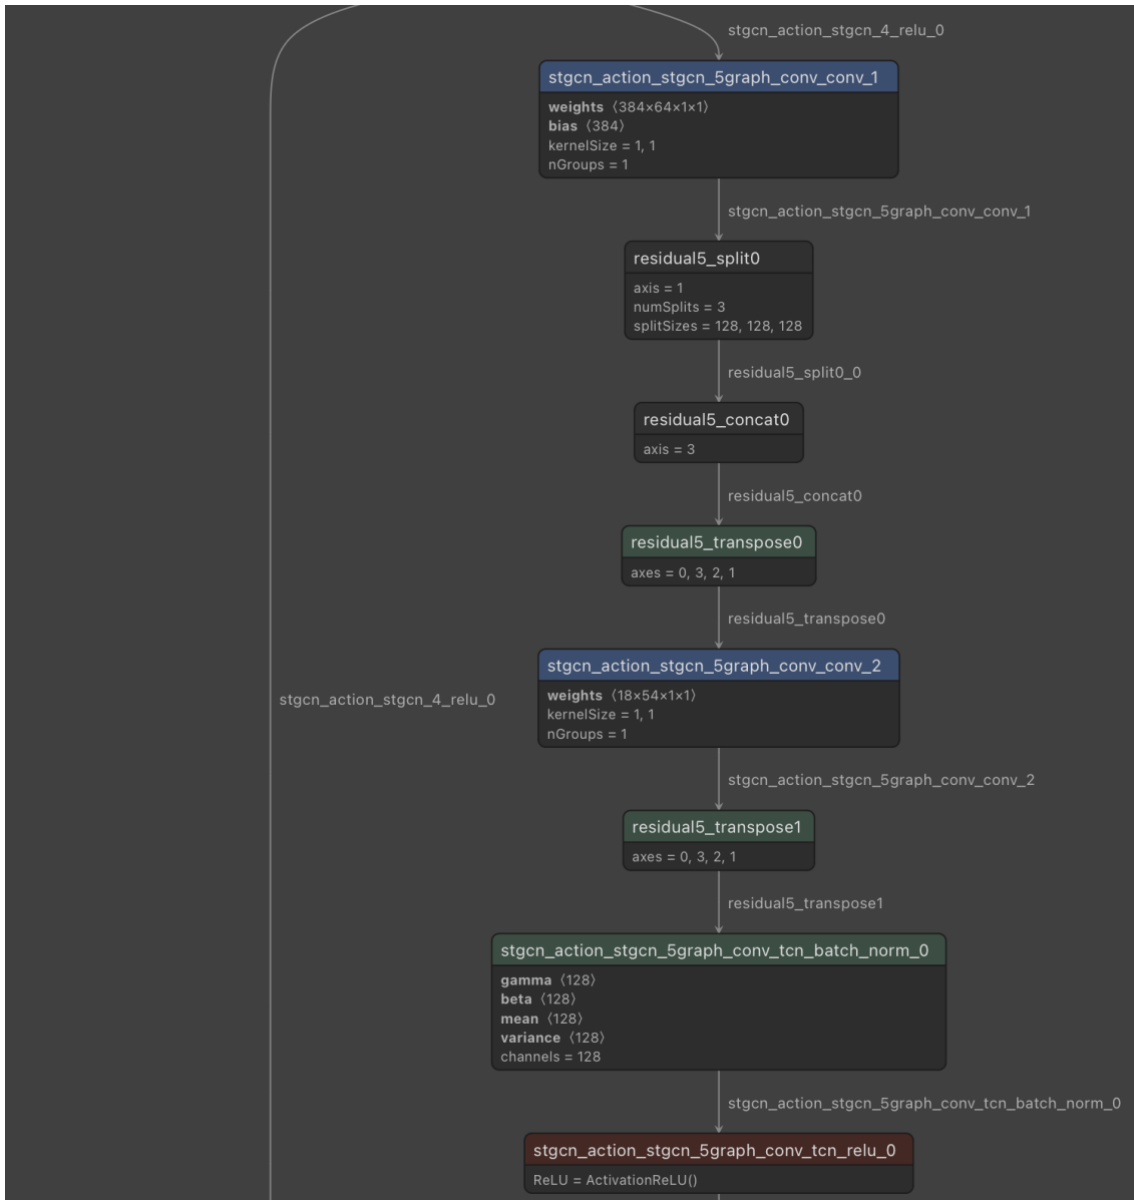 stgcn_action_stgcn_4_relu_0
stgcn_action_stgcn_5graph_conv_conv_1
weights ⟨384×64×1×1⟩
bias ⟨384⟩
kernelSize = 1, 1
nGroups = 1
stgcn_action_stgcn_5graph_conv_conv_1
residual5_split0
axis = 1
numSplits = 3
splitSizes = 128, 128, 128
residual5_split0_0
residual5_concat0
axis = 3
residual5_concat0
residual5_transpose0
axes = 0, 3, 2, 1
residual5_transpose0
stgcn_action_stgcn_5graph_conv_conv_2
weights ⟨18×54×1×1⟩
kernelSize = 1, 1
nGroups = 1
stgcn_action_stgcn_4_relu_0
stgcn_action_stgcn_5graph_conv_conv_2
residual5_transpose1
axes = 0, 3, 2, 1
residual5_transpose1
stgcn_action_stgcn_5graph_conv_tcn_batch_norm_0
gamma ⟨128⟩
beta ⟨128⟩
mean ⟨128⟩
variance ⟨128⟩
channels = 128
stgcn_action_stgcn_5graph_conv_tcn_batch_norm_0
stgcn_action_stgcn_5graph_conv_tcn_relu_0
ReLU = ActivationReLU()